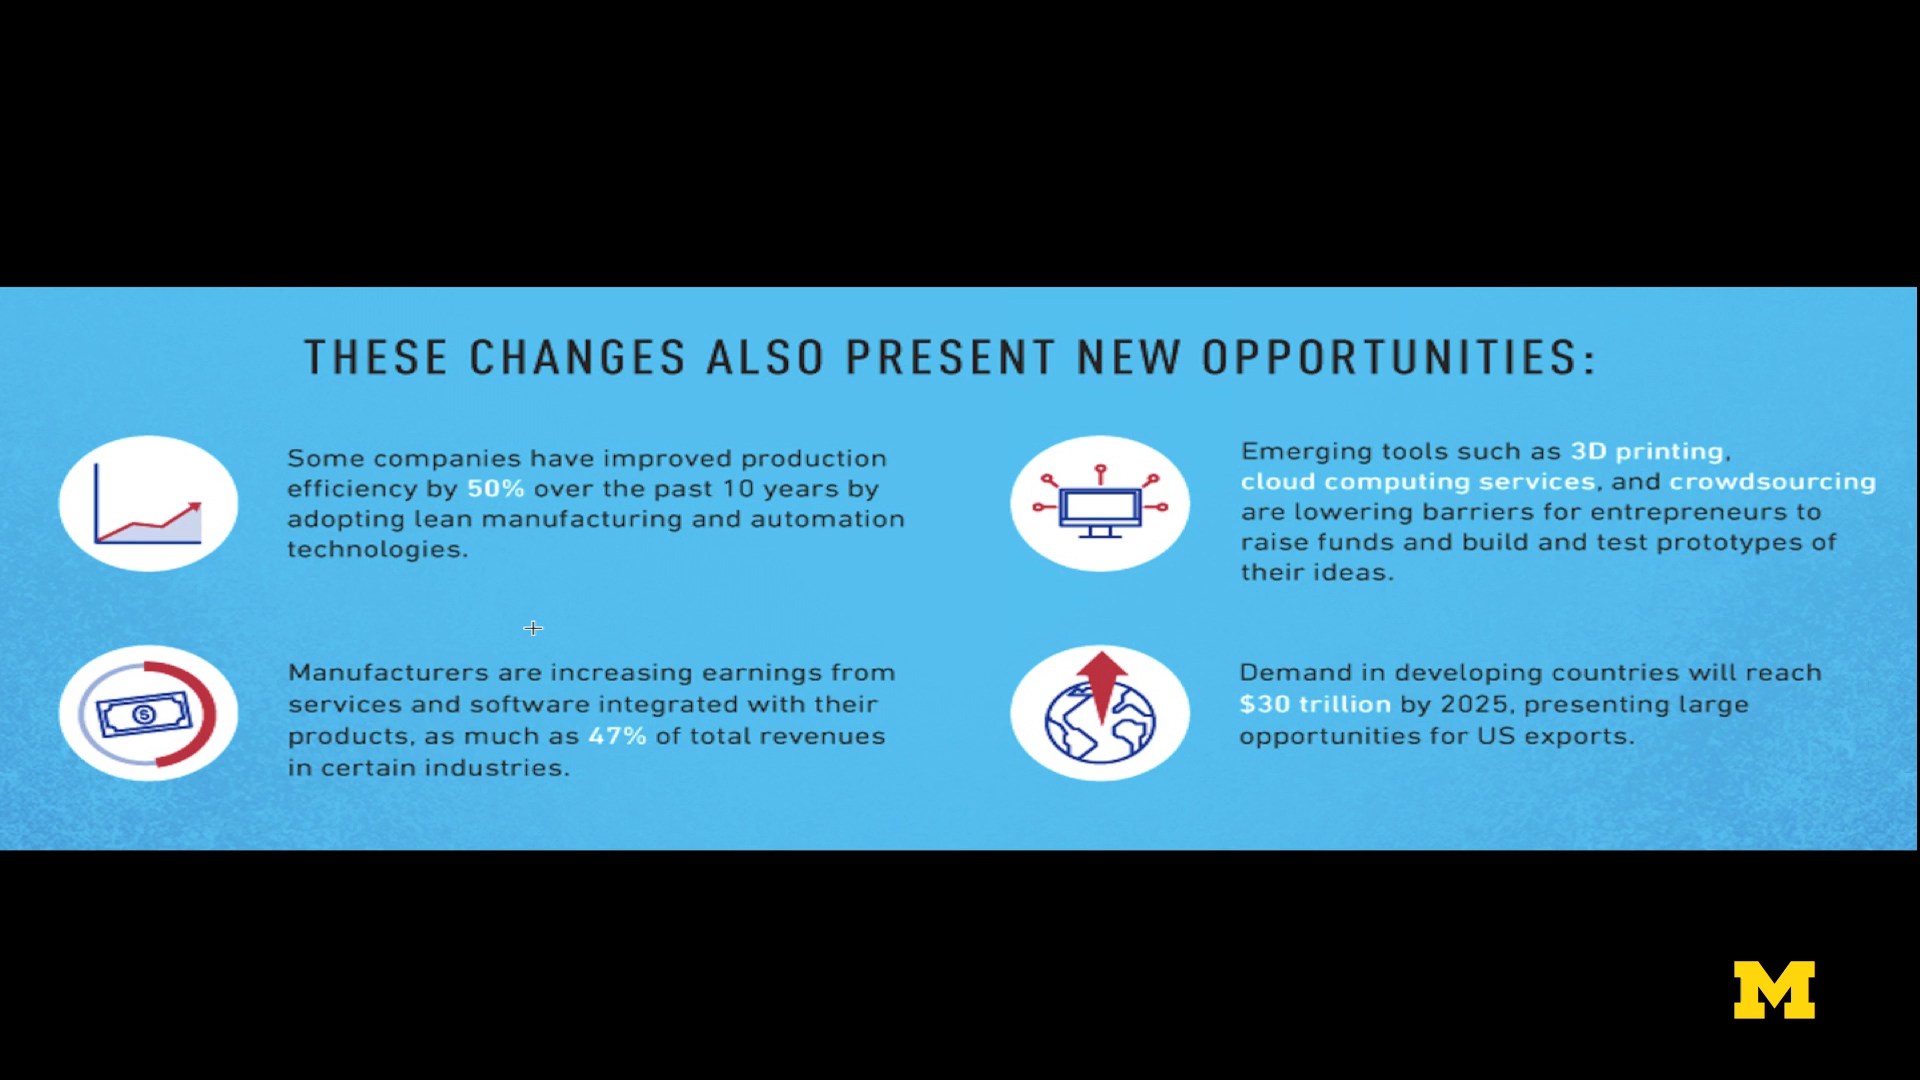 THESE CHANGES ALSO PRESENT NEW OPPORTUNITIES:
Some companies have improved production
efficiency by 50% over the past 10 years by
adopting lean manufacturing and automation
technologies.
Emerging tools such as 3D printing,
cloud computing services, and crowdsourcing
are lowering barriers for entrepreneurs to
raise funds and build and test prototypes of
their ideas.
Manufacturers are increasing earnings from
services and software integrated with their
products, as much as 47% of total revenues
in certain industries.
Demand in developing countries will reach
$30 trillion by 2025, presenting large
opportunities for US exports.
M